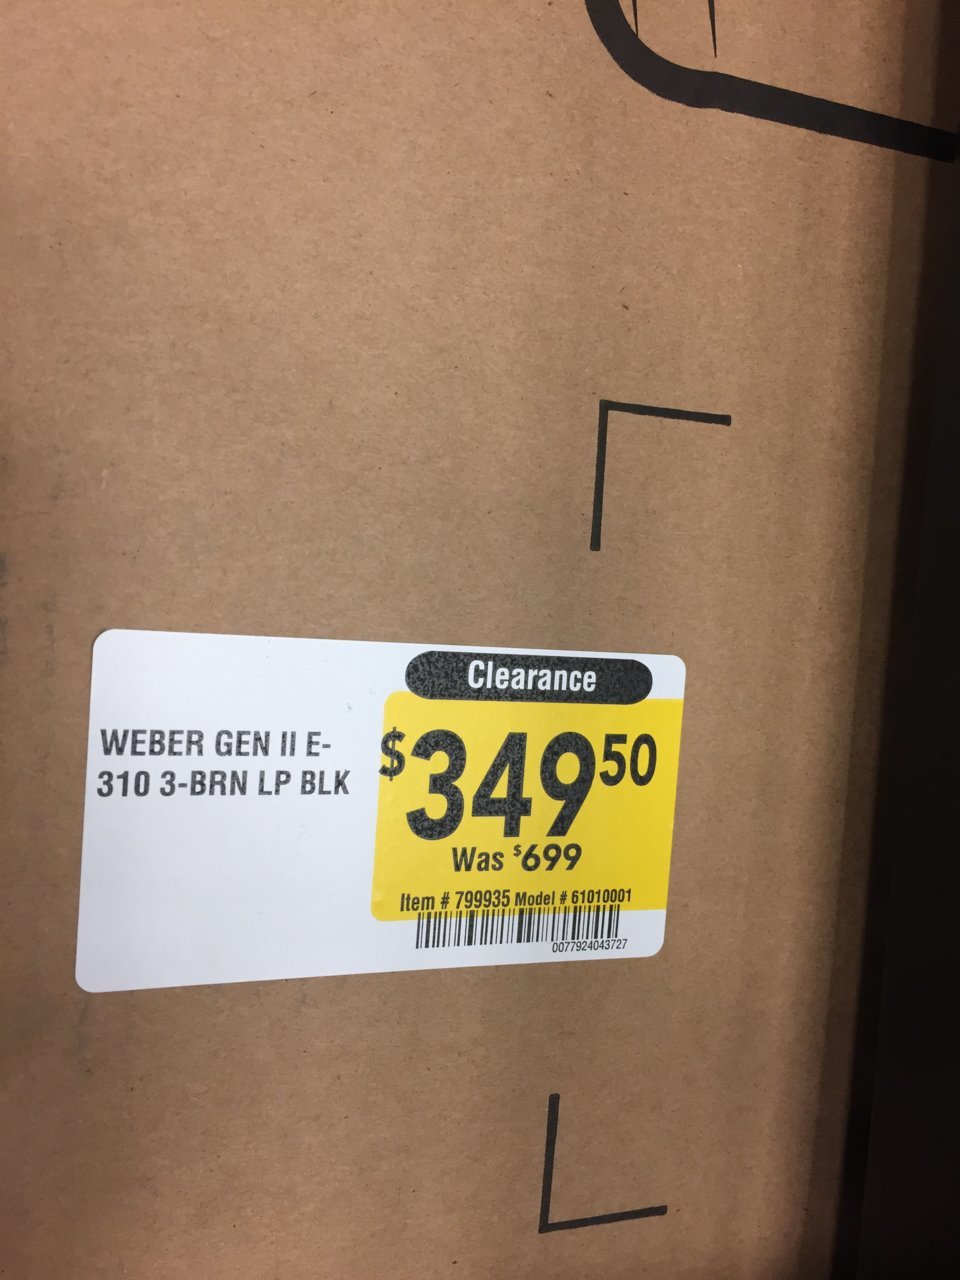 Clearance
WEBER GEN II E-
310 3-BRN LP BLK
$349 50
Was $699
Item # 799935 Model # 61010001
0077924043727